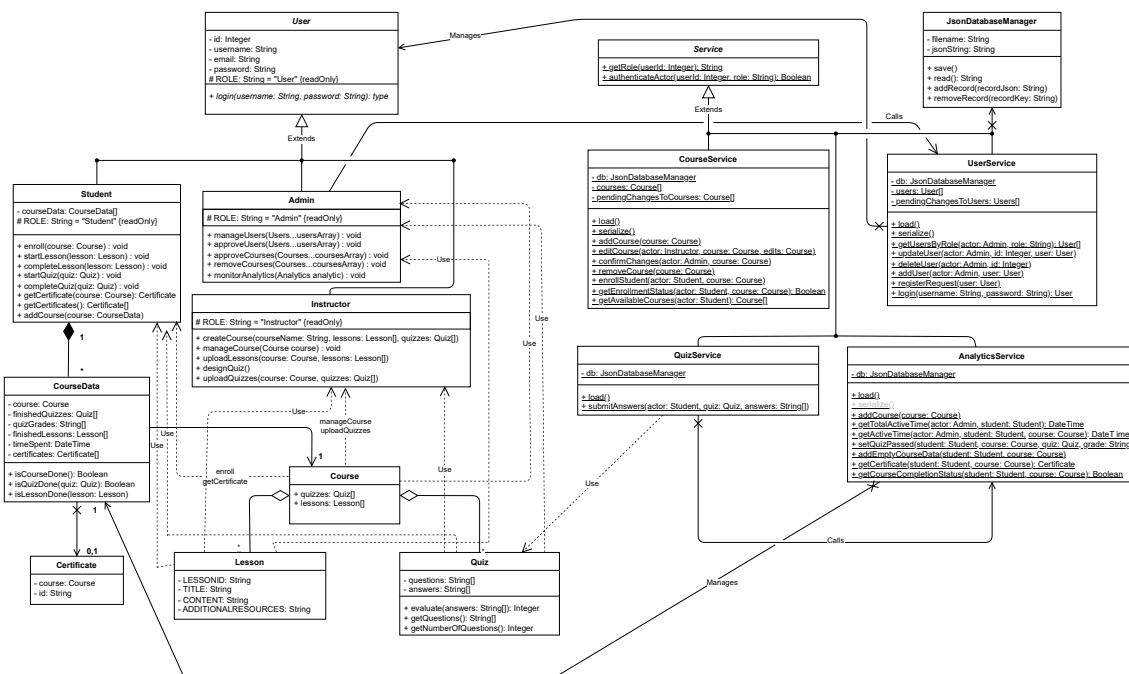 User
- id: Integer
- username: String
- email: String
- password: String
# ROLE: String = "User" {readOnly}
+ login(username: String, password: String): type
Manages
Service
+ getRole(userId: Integer): String
+ authenticateActor(userId: Integer, role: String): Boolean
JsonDatabaseManager
- filename: String
- jsonString: String
+ save()
+ read(): String
+ addRecord(recordJson: String)
+ removeRecord(recordKey: String)
Extends
Extends
Calls
Student
- courseData: CourseData[]
# ROLE: String = "Student" {readOnly}
+ enroll(course: Course) : void
+ startLesson(lesson: Lesson) : void
+ completeLesson(lesson: Lesson) : void
+ startQuiz(quiz: Quiz) : void
+ completeQuiz(quiz: Quiz) : void
+ getCertificate(course: Course): Certificate
+ getCertificates(): Certificate[]
+ addCourse(course: CourseData)
Admin
# ROLE: String = "Admin" {readOnly}
+ manageUsers(Users...usersArray) : void
+ approveUsers(Users...usersArray) : void
+ approveCourses(Courses...coursesArray) : void
+ removeCourses(Courses...coursesArray) : void
+ monitorAnalytics(Analytics analytic) : void
Use
CourseService
- db: JsonDatabaseManager
- courses: Course[]
- pendingChangesToCourses: Course[]
+ load()
+ serialize()
+ addCourse(course: Course)
+ editCourse(actor: Instructor, course: Course, edits: Course)
+ confirmChanges(actor: Admin, course: Course)
+ removeCourse(course: Course)
+ enrollStudent(actor: Student, course: Course)
+ getEnrollmentStatus(actor: Student, course: Course): Boolean
+ getAvailableCourses(actor: Student): Course[]
UserService
- db: JsonDatabaseManager
- users: User[]
- pendingChangesToUsers: Users[]
+ load()
+ serialize()
+ getUsersByRole(actor: Admin, role: String): User[]
+ updateUser(actor: Admin, id: Integer, user: User)
+ deleteUser(actor: Admin, id: Integer)
+ addUser(actor: Admin, user: User)
+ registerRequest(user: User)
+ login(username: String, password: String): User
Instructor
# ROLE: String = "Instructor" {readOnly}
+ createCourse(courseName: String, lessons: Lesson[], quizzes: Quiz[])
+ manageCourse(Course course) : void
+ uploadLessons(course: Course, lessons: Lesson[])
+ designQuiz()
+ uploadQuizzes(course: Course, quizzes: Quiz[])
Use
Use
1
*
CourseData
- course: Course
- finishedQuizzes: Quiz[]
- quizGrades: String[]
- finishedLessons: Lesson[]
- timeSpent: DateTime
- certificates: Certificate[]
+ isCourseDone(): Boolean
+ isQuizDone(quiz: Quiz): Boolean
+ isLessonDone(lesson: Lesson)
Use
Use
Use
manageCourse
uploadQuizzes
Use
enroll
getCertificate
1
Course
+ quizzes: Quiz[]
+ lessons: Lesson[]
QuizService
- db: JsonDatabaseManager
+ load()
+ submitAnswers(actor: Student, quiz: Quiz, answers: String[])
AnalyticsService
- db: JsonDatabaseManager
+ load()
+ serialize()
+ addCourse(course: Course)
+ getTotalActiveTime(actor: Admin, student: Student): DateTime
+ getActiveTime(actor: Admin, student: Student, course: Course): DateT ime
+ setQuizPassed(student: Student, course: Course, quiz: Quiz, grade: String)
+ addEmptyCourseData(student: Student, course: Course)
+ getCertificate(student: Student, course: Course): Certificate
+ getCourseCompletionStatus(student: Student, course: Course): Boolean
Use
1
0,1
Certificate
- course: Course
- id: String
*
Lesson
- LESSONID: String
- TITLE: String
- CONTENT: String
- ADDITIONALRESOURCES: String
*
Quiz
- questions: String[]
- answers: String[]
+ evaluate(answers: String[]): Integer
+ getQuestions(): String[]
+ getNumberOfQuestions(): Integer
Calls
Manages